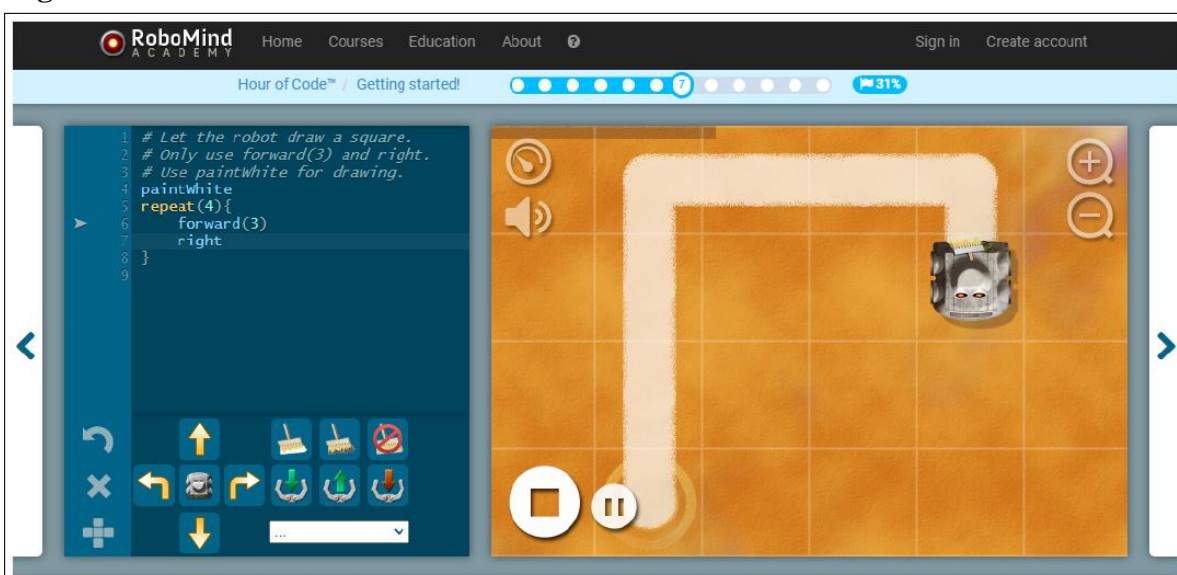 RoboMind
ACADEMY
Home Courses Education About ?
Sign in Create account
Hour of Code™ / Getting started!
7
31%
1 # Let the robot draw a square.
2 # Only use forward(3) and right.
3 # Use paintWhite for drawing.
4 paintWhite
5 repeat(4){
6 forward(3)
7 right
8 }
9
...